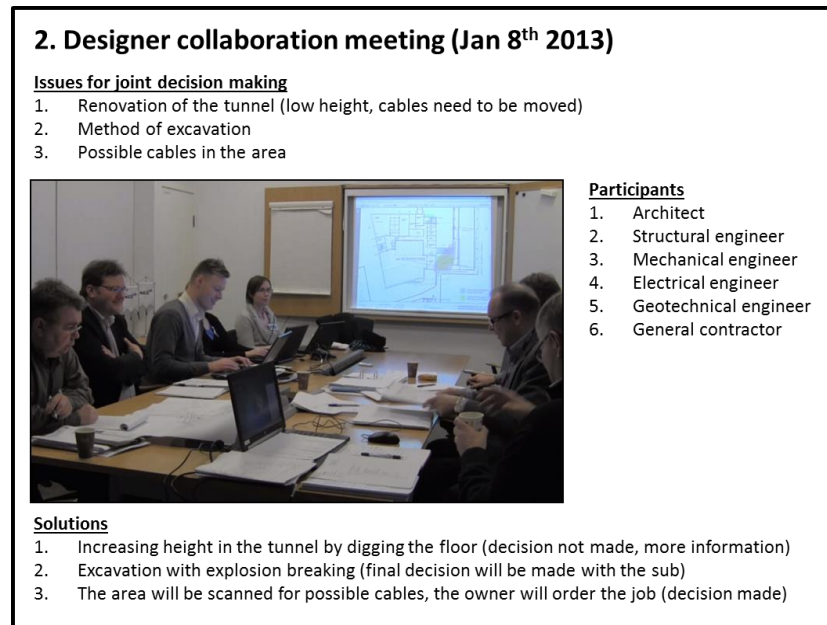 2. Designer collaboration meeting (Jan 8th 2013)
Issues for joint decision making
1. Renovation of the tunnel (low height, cables need to be moved)
2. Method of excavation
3. Possible cables in the area
Participants
1. Architect
2. Structural engineer
3. Mechanical engineer
4. Electrical engineer
5. Geotechnical engineer
6. General contractor
Solutions
1. Increasing height in the tunnel by digging the floor (decision not made, more information)
2. Excavation with explosion breaking (final decision will be made with the sub)
3. The area will be scanned for possible cables, the owner will order the job (decision made)